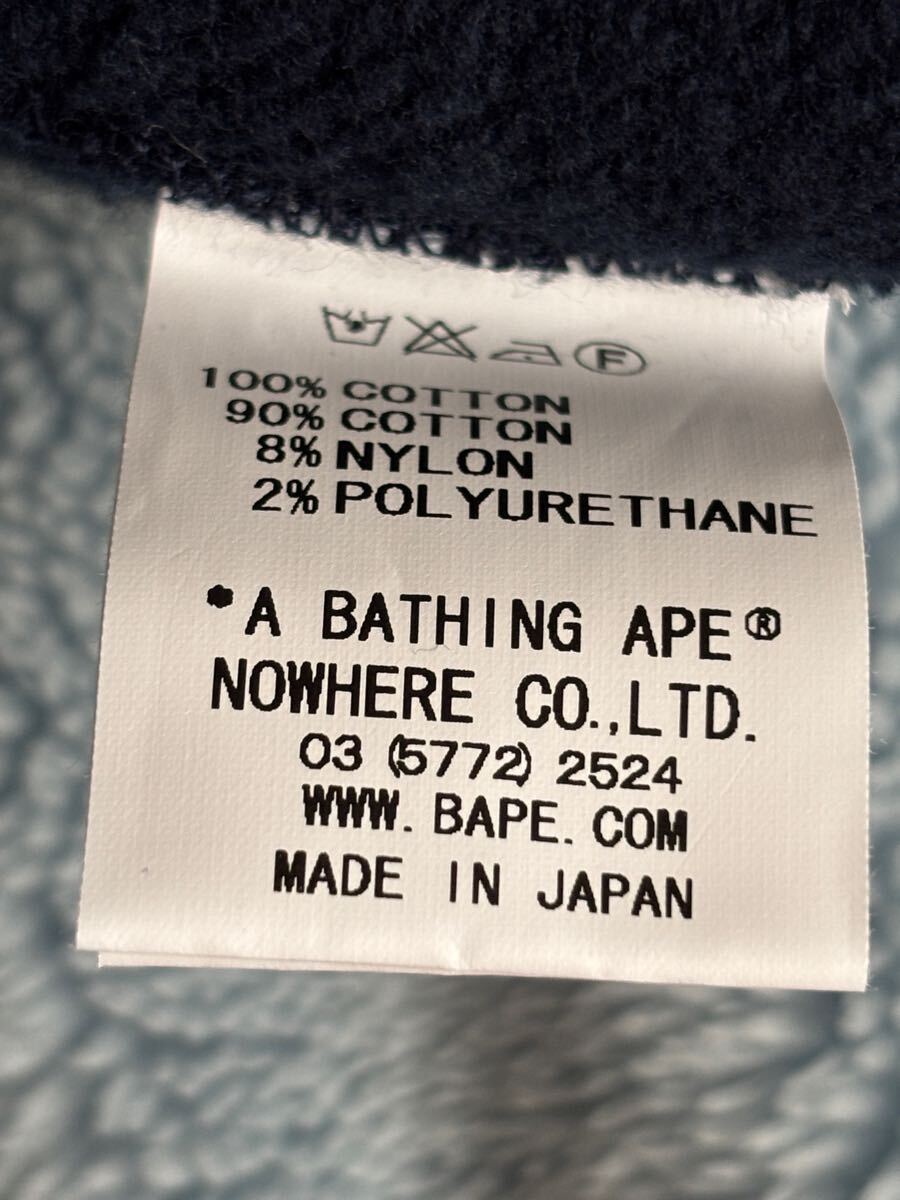 F
100% COTTON
90% COTTON
8% NYLON
2% POLYURETHANE
*A BATHING APE®
NOWHERE CO.,LTD.
03 (5772) 2524
WWW. BAPE. COM
MADE IN JAPAN